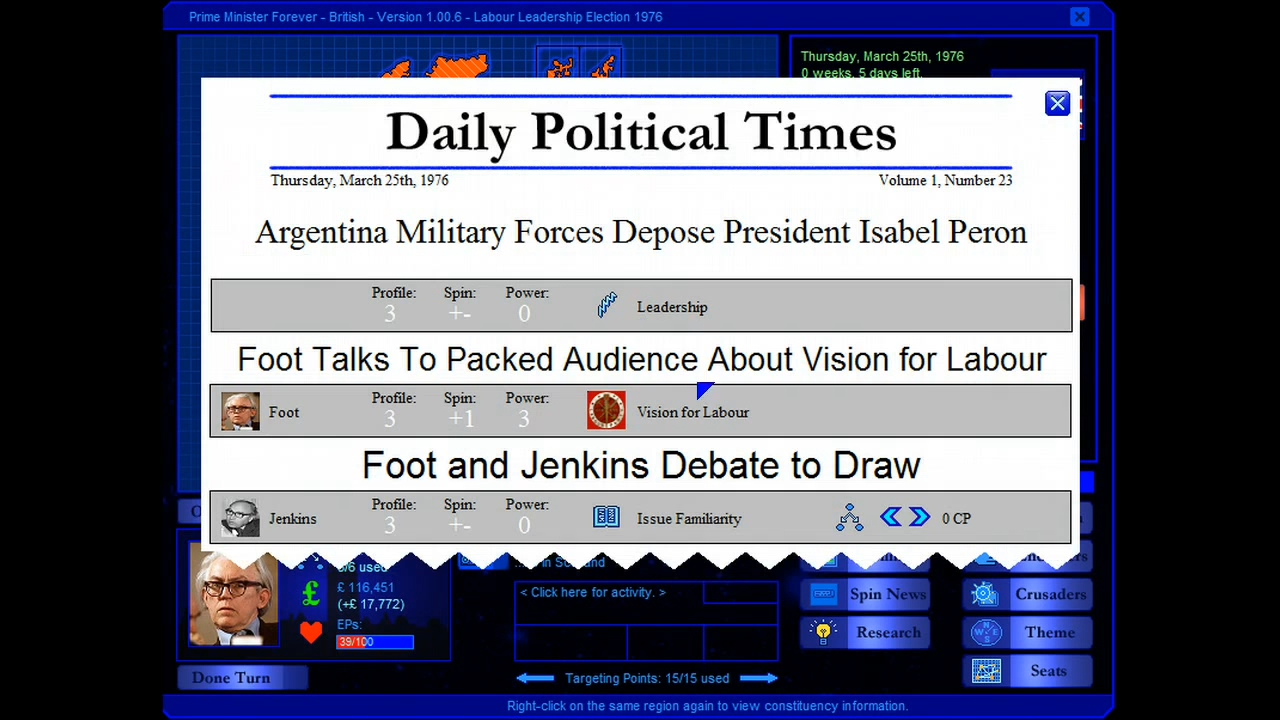 Prime Minister Forever - British - Version 1.00.6 - Labour Leadership Election 1976
Thursday, March 25th, 1976
0 weeks, 5 days left.
Daily Political Times
Thursday, March 25th, 1976
Volume 1, Number 23
Argentina Military Forces Depose President Isabel Peron
Profile: Spin: Power:
3 +- 0 Leadership
Foot Talks To Packed Audience About Vision for Labour
Profile: Spin: Power:
Foot 3 +1 3 Vision for Labour
Foot and Jenkins Debate to Draw
Profile: Spin: Power:
Jenkins 3 +- 0 Issue Familiarity 0 CP
used
£ 116,451
(+£ 17,772)
EPs:
39/100
in Scotland
< Click here for activity. >
Spin News
Crusaders
Research
Theme
Seats
Done Turn
Targeting Points: 15/15 used
Right-click on the same region again to view constituency information.